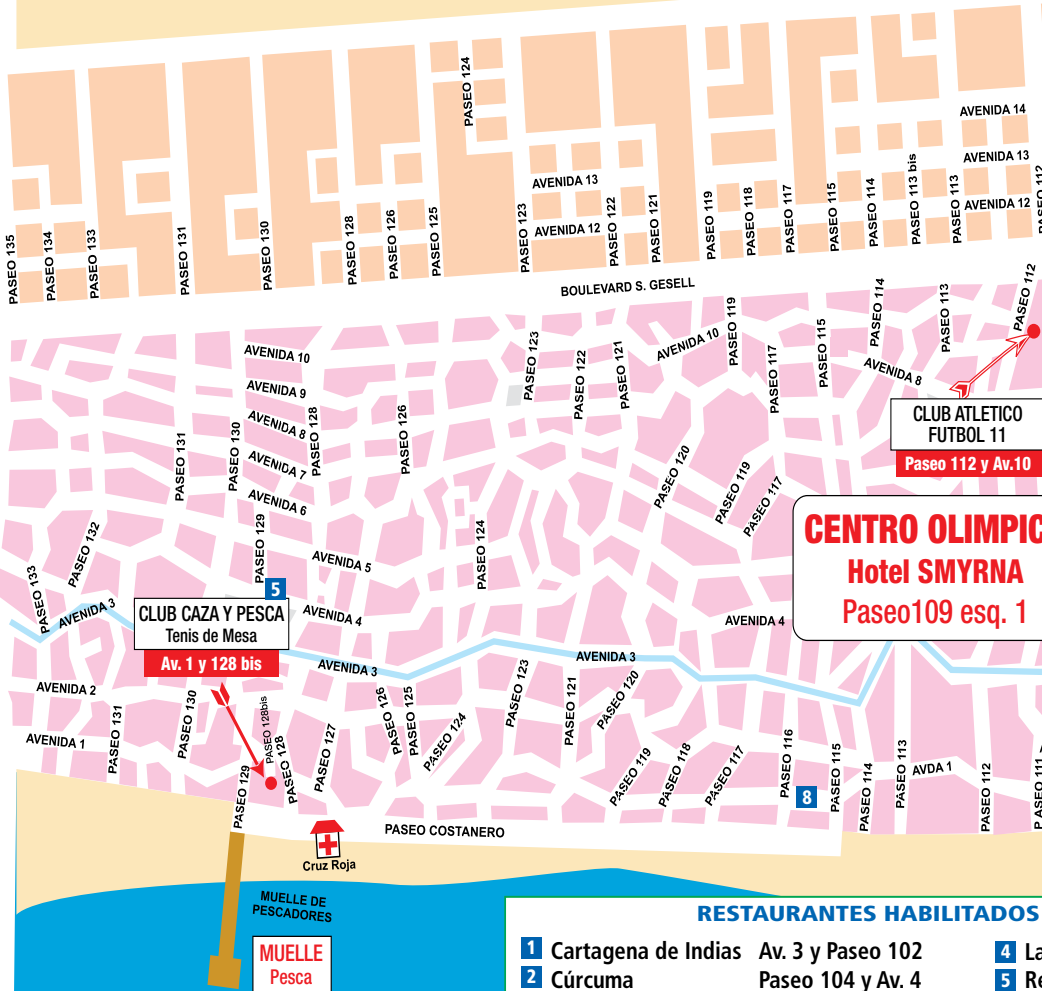 PASEO 124
AVENIDA 14
AVENIDA 13
AVENIDA 12
PASEO 112
AVENIDA 13
AVENIDA 12
PASEO 135
PASEO 134
PASEO 133
PASEO 131
PASEO 130
PASEO 128
PASEO 126
PASEO 125
PASEO 123
PASEO 122
PASEO 121
PASEO 119
PASEO 118
PASEO 117
PASEO 115
PASEO 114
PASEO 113 bis
PASEO 113
BOULEVARD S. GESELL
AVENIDA 10
AVENIDA 9
AVENIDA 8
AVENIDA 7
AVENIDA 6
PASEO 131
PASEO 130
PASEO 128
PASEO 126
PASEO 123
PASEO 122
PASEO 121
AVENIDA 10
PASEO 119
PASEO 117
PASEO 115
PASEO 114
PASEO 113
PASEO 112
AVENIDA 8
CLUB ATLETICO
FUTBOL 11
Paseo 112 y Av.10
PASEO 120
PASEO 119
PASEO 117
CENTRO OLIMPIC
Hotel SMYRNA
Paseo109 esq. 1
PASEO 133
PASEO 132
PASEO 129
PASEO 124
AVENIDA 5
5
AVENIDA 3
CLUB CAZA Y PESCA
Tenis de Mesa
Av. 1 y 128 bis
AVENIDA 4
AVENIDA 4
AVENIDA 3
AVENIDA 3
AVENIDA 2
AVENIDA 1
PASEO 131
PASEO 130
PASEO 129
PASEO 128bis
PASEO 128
PASEO 127
PASEO 126
PASEO 125
PASEO 124
PASEO 123
PASEO 121
PASEO 120
PASEO 119
PASEO 118
PASEO 117
PASEO 116
8
PASEO 115
PASEO 114
PASEO 113
AVDA 1
PASEO 112
PASEO 111
PASEO COSTANERO
Cruz Roja
MUELLE DE
PESCADORES
MUELLE
Pesca
RESTAURANTES HABILITADOS
1 Cartagena de Indias Av. 3 y Paseo 102
2 Cúrcuma Paseo 104 y Av. 4
4 La
5 Re